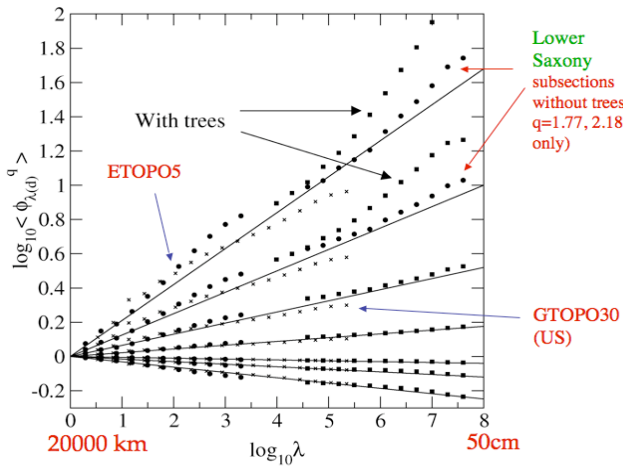 1.8
1.6
1.4
1.2
1
0.8
0.6
0.4
0.2
0
-0.2
log₁₀< ϕλ(d)^q >
With trees
ETOPO5
Lower
Saxony
subsections
without trees
q=1.77, 2.18
only)
GTOPO30
(US)
0 1 2 3 4 5 6 7 8
20000 km
log₁₀λ
50cm